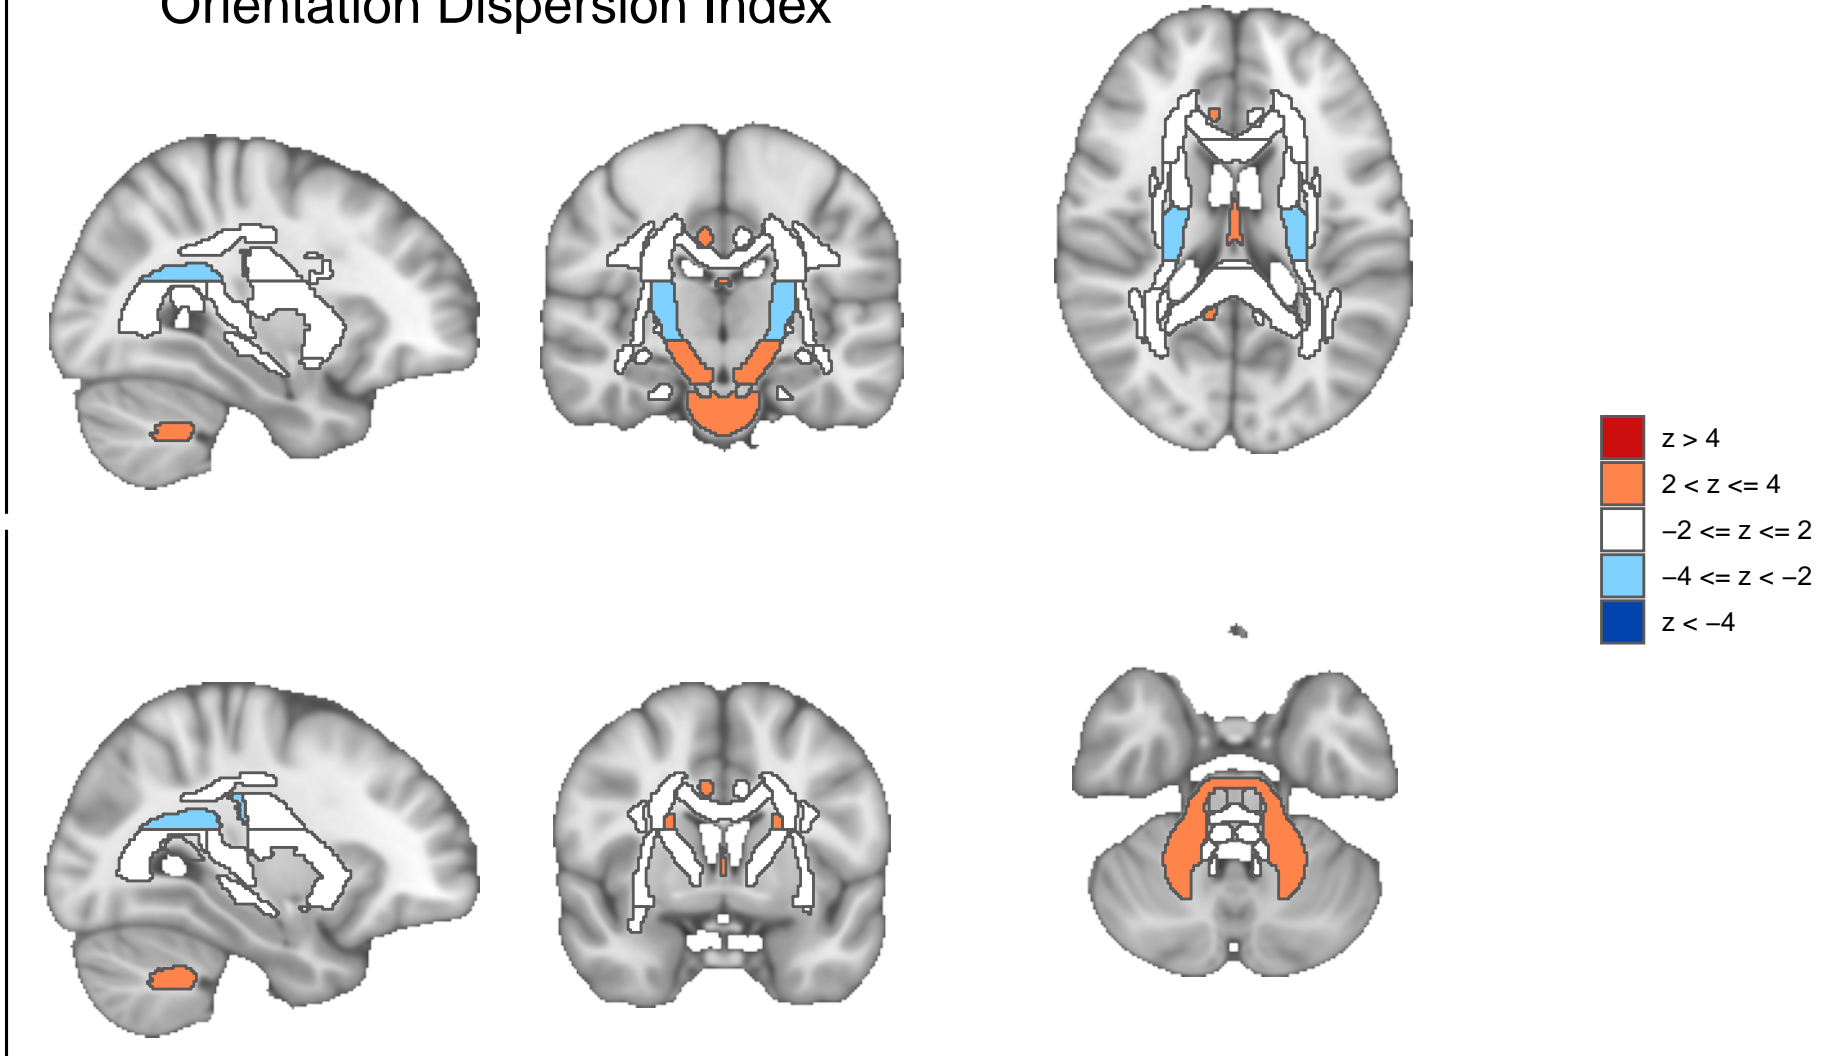 Orientation Dispersion Index
z > 4
2 < z <= 4
−2 <= z <= 2
−4 <= z < −2
z < −4